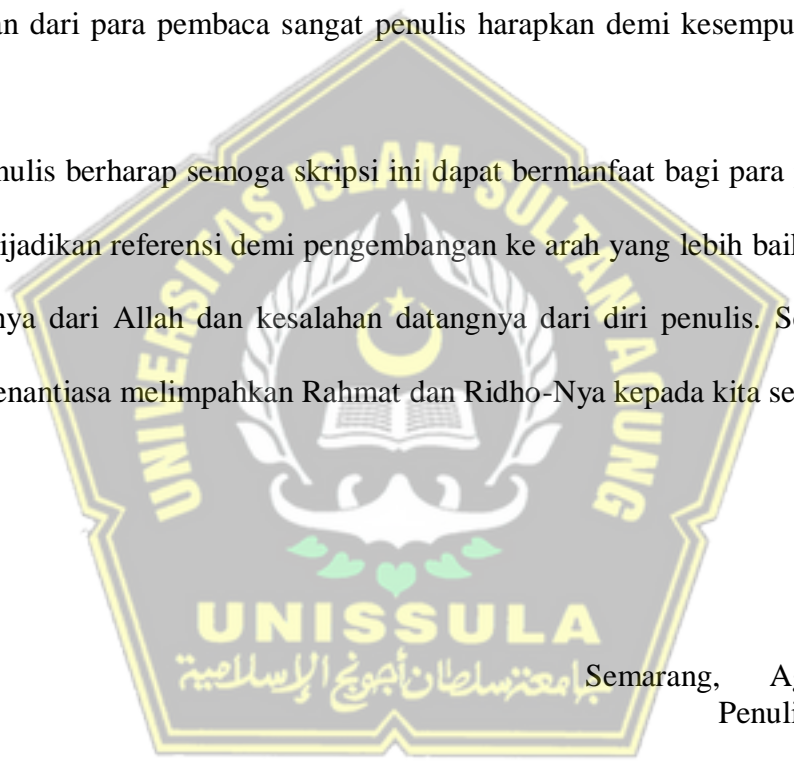 an dari para pembaca sangat penulis harapkan demi kesempu
nulis berharap semoga skripsi ini dapat bermanfaat bagi para
ijadikan referensi demi pengembangan ke arah yang lebih baik
nya dari Allah dan kesalahan datangnya dari diri penulis. Se
enantiasa melimpahkan Rahmat dan Ridho-Nya kepada kita se
UNIVERSITAS ISLAM SULTAN AGUNG
UNISSULA
جامعة سلطان أجونج الإسلامية
Semarang, Ag
Penuli